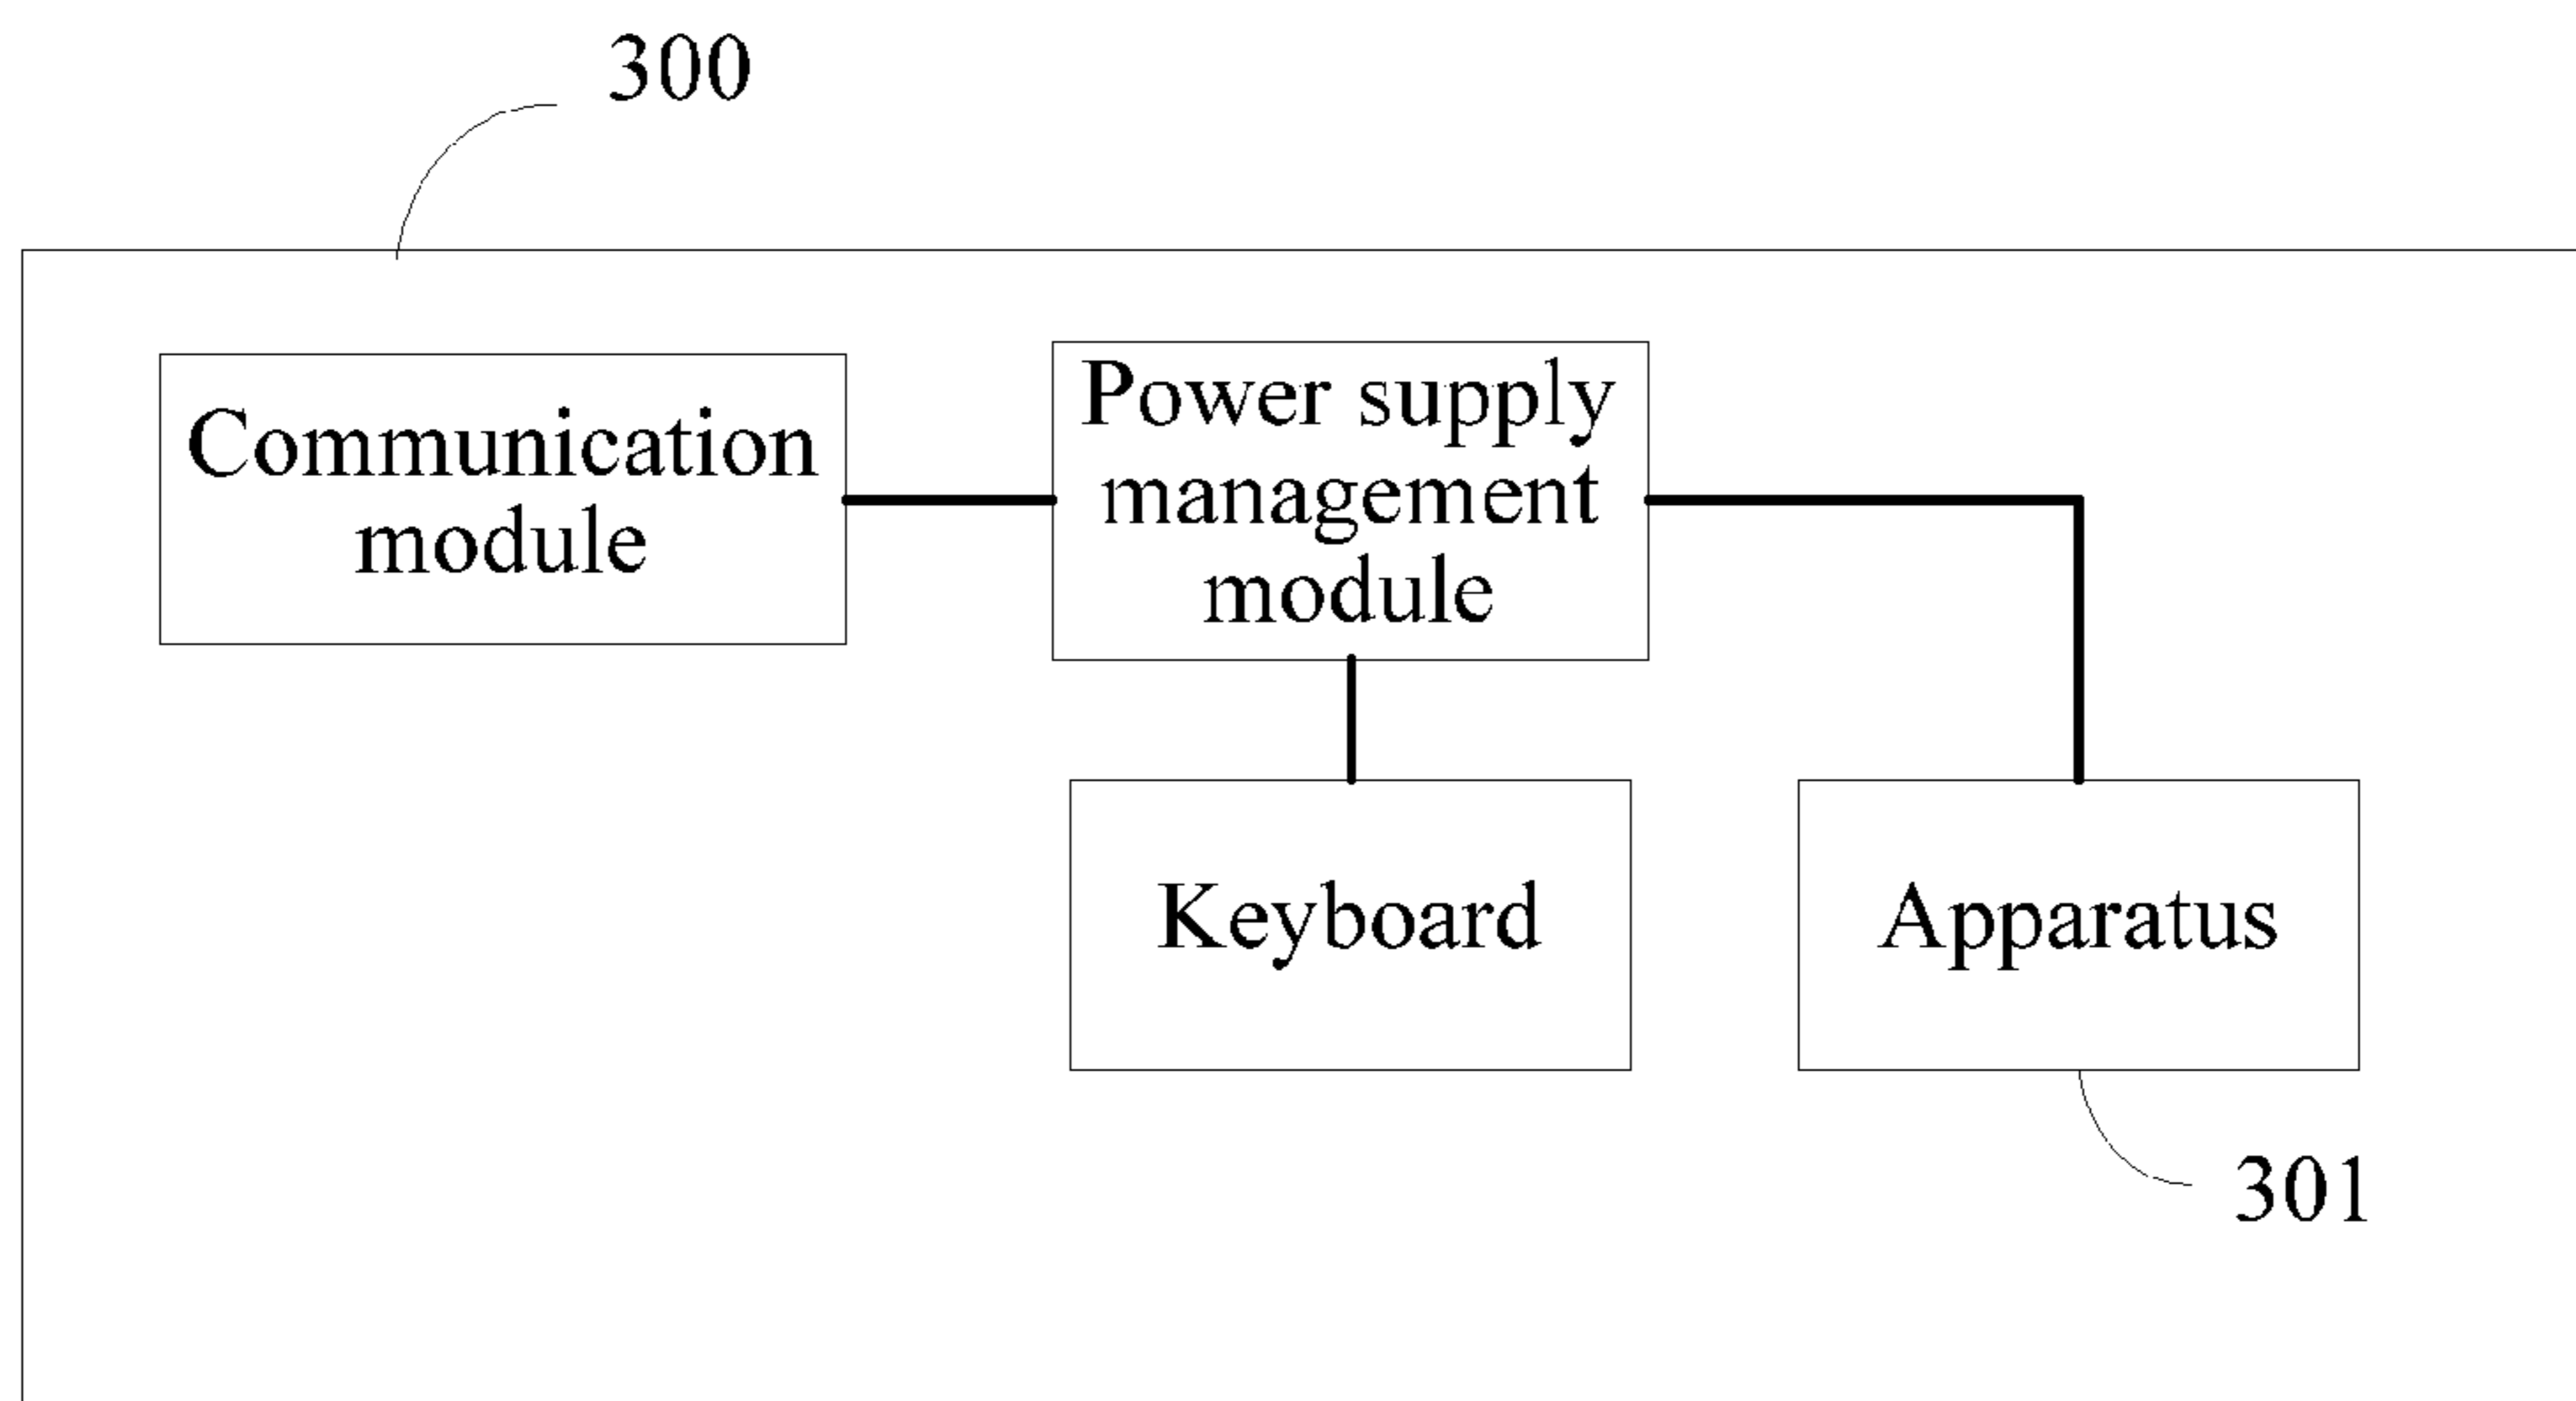 300
Communication
module
Power supply
management
module
Keyboard
Apparatus
301